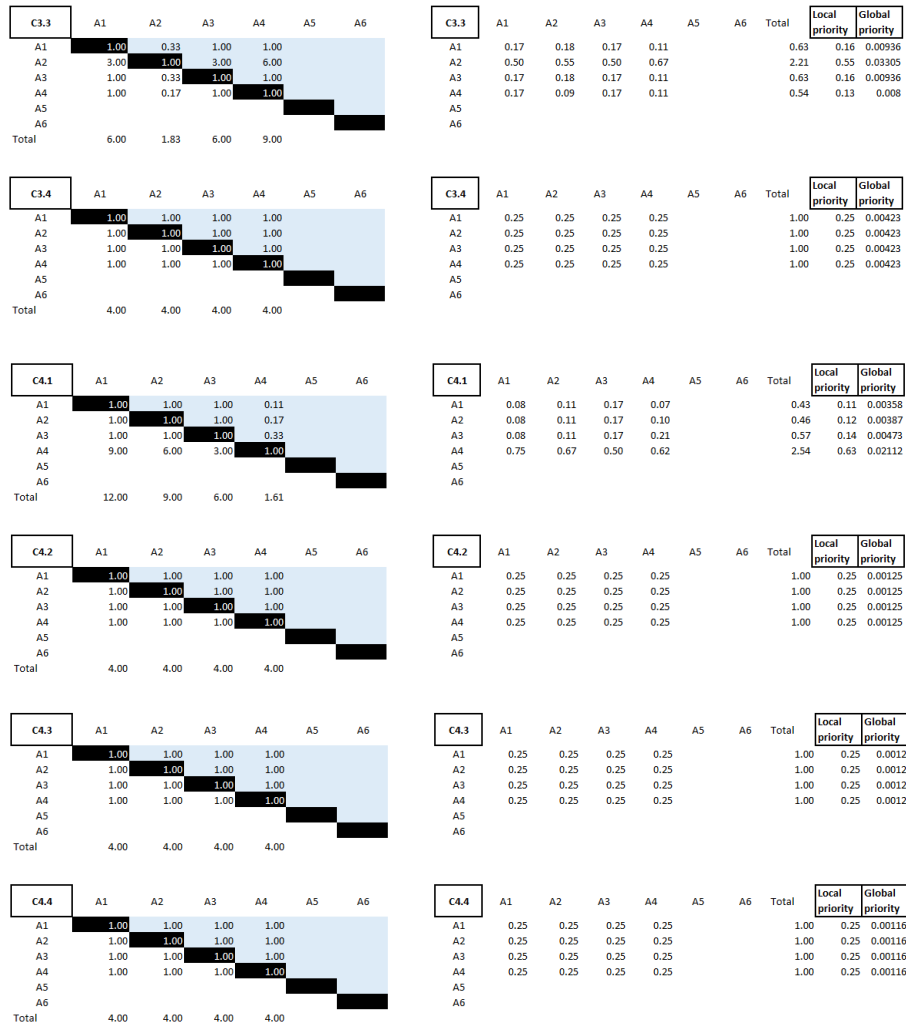 C3.3 A1 A2 A3 A4 A5 A6 C3.3 A1 A2 A3 A4 A5 A6 Total Local priority Global priority
A1 1.00 0.33 1.00 1.00 A1 0.17 0.18 0.17 0.11 0.63 0.16 0.00936
A2 3.00 1.00 3.00 6.00 A2 0.50 0.55 0.50 0.67 2.21 0.55 0.03305
A3 1.00 0.33 1.00 1.00 A3 0.17 0.18 0.17 0.11 0.63 0.16 0.00936
A4 1.00 0.17 1.00 1.00 A4 0.17 0.09 0.17 0.11 0.54 0.13 0.008
A5 A5
A6 A6
Total 6.00 1.83 6.00 9.00
C3.4 A1 A2 A3 A4 A5 A6 C3.4 A1 A2 A3 A4 A5 A6 Total Local priority Global priority
A1 1.00 1.00 1.00 1.00 A1 0.25 0.25 0.25 0.25 1.00 0.25 0.00423
A2 1.00 1.00 1.00 1.00 A2 0.25 0.25 0.25 0.25 1.00 0.25 0.00423
A3 1.00 1.00 1.00 1.00 A3 0.25 0.25 0.25 0.25 1.00 0.25 0.00423
A4 1.00 1.00 1.00 1.00 A4 0.25 0.25 0.25 0.25 1.00 0.25 0.00423
A5 A5
A6 A6
Total 4.00 4.00 4.00 4.00
C4.1 A1 A2 A3 A4 A5 A6 C4.1 A1 A2 A3 A4 A5 A6 Total Local priority Global priority
A1 1.00 1.00 1.00 0.11 A1 0.08 0.11 0.17 0.07 0.43 0.11 0.00358
A2 1.00 1.00 1.00 0.17 A2 0.08 0.11 0.17 0.10 0.46 0.12 0.00387
A3 1.00 1.00 1.00 0.33 A3 0.08 0.11 0.17 0.21 0.57 0.14 0.00473
A4 9.00 6.00 3.00 1.00 A4 0.75 0.67 0.50 0.62 2.54 0.63 0.02112
A5 A5
A6 A6
Total 12.00 9.00 6.00 1.61
C4.2 A1 A2 A3 A4 A5 A6 C4.2 A1 A2 A3 A4 A5 A6 Total Local priority Global priority
A1 1.00 1.00 1.00 1.00 A1 0.25 0.25 0.25 0.25 1.00 0.25 0.00125
A2 1.00 1.00 1.00 1.00 A2 0.25 0.25 0.25 0.25 1.00 0.25 0.00125
A3 1.00 1.00 1.00 1.00 A3 0.25 0.25 0.25 0.25 1.00 0.25 0.00125
A4 1.00 1.00 1.00 1.00 A4 0.25 0.25 0.25 0.25 1.00 0.25 0.00125
A5 A5
A6 A6
Total 4.00 4.00 4.00 4.00
C4.3 A1 A2 A3 A4 A5 A6 C4.3 A1 A2 A3 A4 A5 A6 Total Local priority Global priority
A1 1.00 1.00 1.00 1.00 A1 0.25 0.25 0.25 0.25 1.00 0.25 0.0012
A2 1.00 1.00 1.00 1.00 A2 0.25 0.25 0.25 0.25 1.00 0.25 0.0012
A3 1.00 1.00 1.00 1.00 A3 0.25 0.25 0.25 0.25 1.00 0.25 0.0012
A4 1.00 1.00 1.00 1.00 A4 0.25 0.25 0.25 0.25 1.00 0.25 0.0012
A5 A5
A6 A6
Total 4.00 4.00 4.00 4.00
C4.4 A1 A2 A3 A4 A5 A6 C4.4 A1 A2 A3 A4 A5 A6 Total Local priority Global priority
A1 1.00 1.00 1.00 1.00 A1 0.25 0.25 0.25 0.25 1.00 0.25 0.00116
A2 1.00 1.00 1.00 1.00 A2 0.25 0.25 0.25 0.25 1.00 0.25 0.00116
A3 1.00 1.00 1.00 1.00 A3 0.25 0.25 0.25 0.25 1.00 0.25 0.00116
A4 1.00 1.00 1.00 1.00 A4 0.25 0.25 0.25 0.25 1.00 0.25 0.00116
A5 A5
A6 A6
Total 4.00 4.00 4.00 4.00